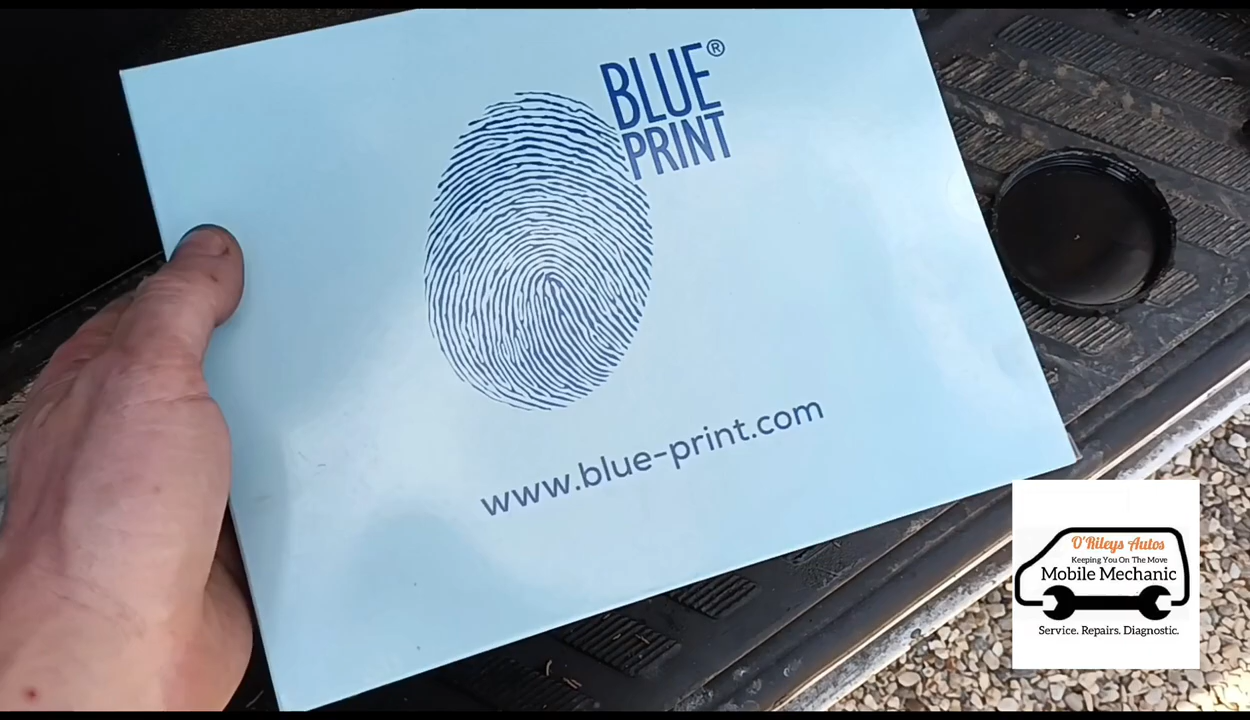 BLUE®
PRINT
www.blue-print.com
O'Rileys Autos
Keeping You On The Move
Mobile Mechanic
Service. Repairs. Diagnostic.